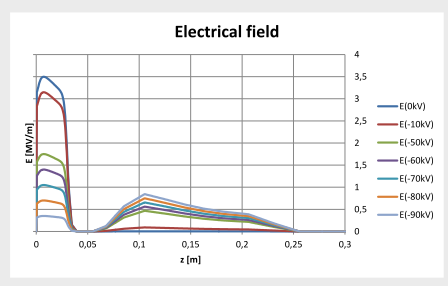 Electrical field
4
3,5
3
2,5
2
1,5
1
0,5
0
E [MV/m]
0
0,05
0,1
0,15
0,2
0,25
0,3
z [m]
E(0kV)
E(-10kV)
E(-50kV)
E(-60kV)
E(-70kV)
E(-80kV)
E(-90kV)